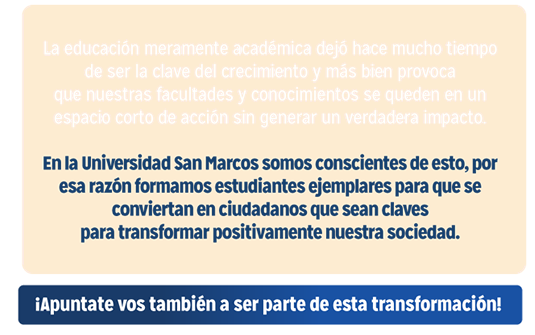 La educación meramente académica dejó hace mucho tiempo
de ser la clave del crecimiento y más bien provoca
que nuestras facultades y conocimientos se queden en un
espacio corto de acción sin generar un verdadero impacto.
En la Universidad San Marcos somos conscientes de esto, por
esa razón formamos estudiantes ejemplares para que se
conviertan en ciudadanos que sean claves
para transformar positivamente nuestra sociedad.
¡Apuntate vos también a ser parte de esta transformación!